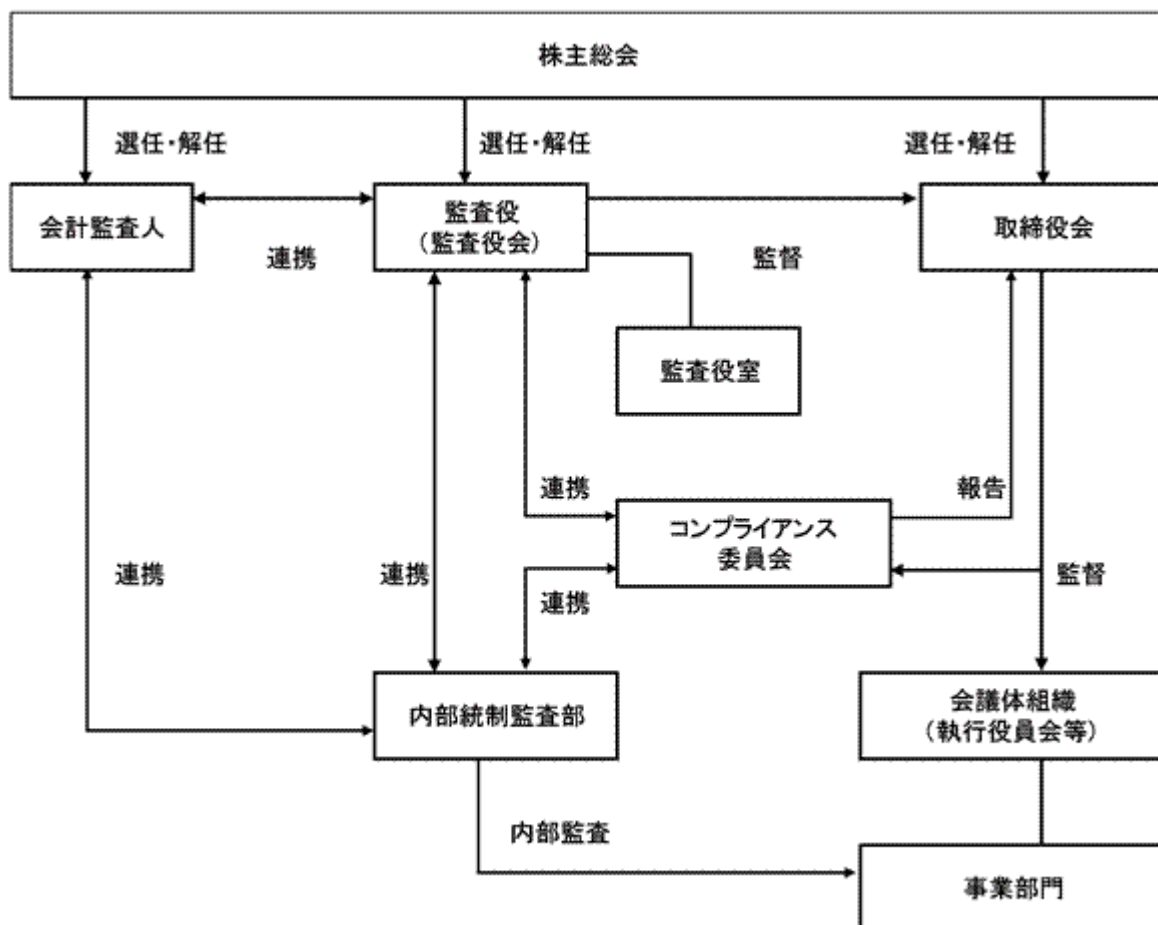 株主総会
選任・解任
選任・解任
選任・解任
会計監査人
監査役
(監査役会)
取締役会
連携
監督
監査役室
連携
報告
コンプライアンス
委員会
連携
連携
連携
監督
内部統制監査部
会議体組織
(執行役員会等)
内部監査
事業部門